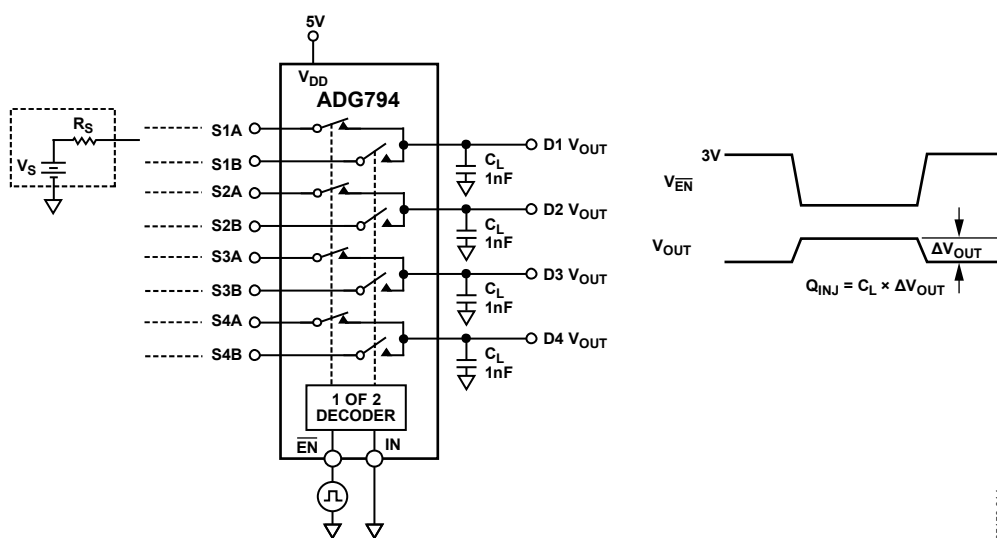 5V
VDD
ADG794
RS
VS
S1A
S1B
S2A
S2B
S3A
S3B
S4A
S4B
D1 VOUT
CL
1nF
D2 VOUT
CL
1nF
D3 VOUT
CL
1nF
D4 VOUT
CL
1nF
1 OF 2
DECODER
EN
IN
3V
VEN
VOUT
ΔVOUT
QINJ = CL × ΔVOUT